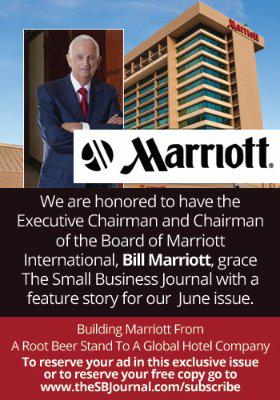 Marriott
Marriott®
We are honored to have the
Executive Chairman and Chairman
of the Board of Marriott
International, Bill Marriott, grace
The Small Business Journal with a
feature story for our June issue.
Building Marriott From
A Root Beer Stand To A Global Hotel Company
To reserve your ad in this exclusive issue
or to reserve your free copy go to
www.theSBJournal.com/subscribe